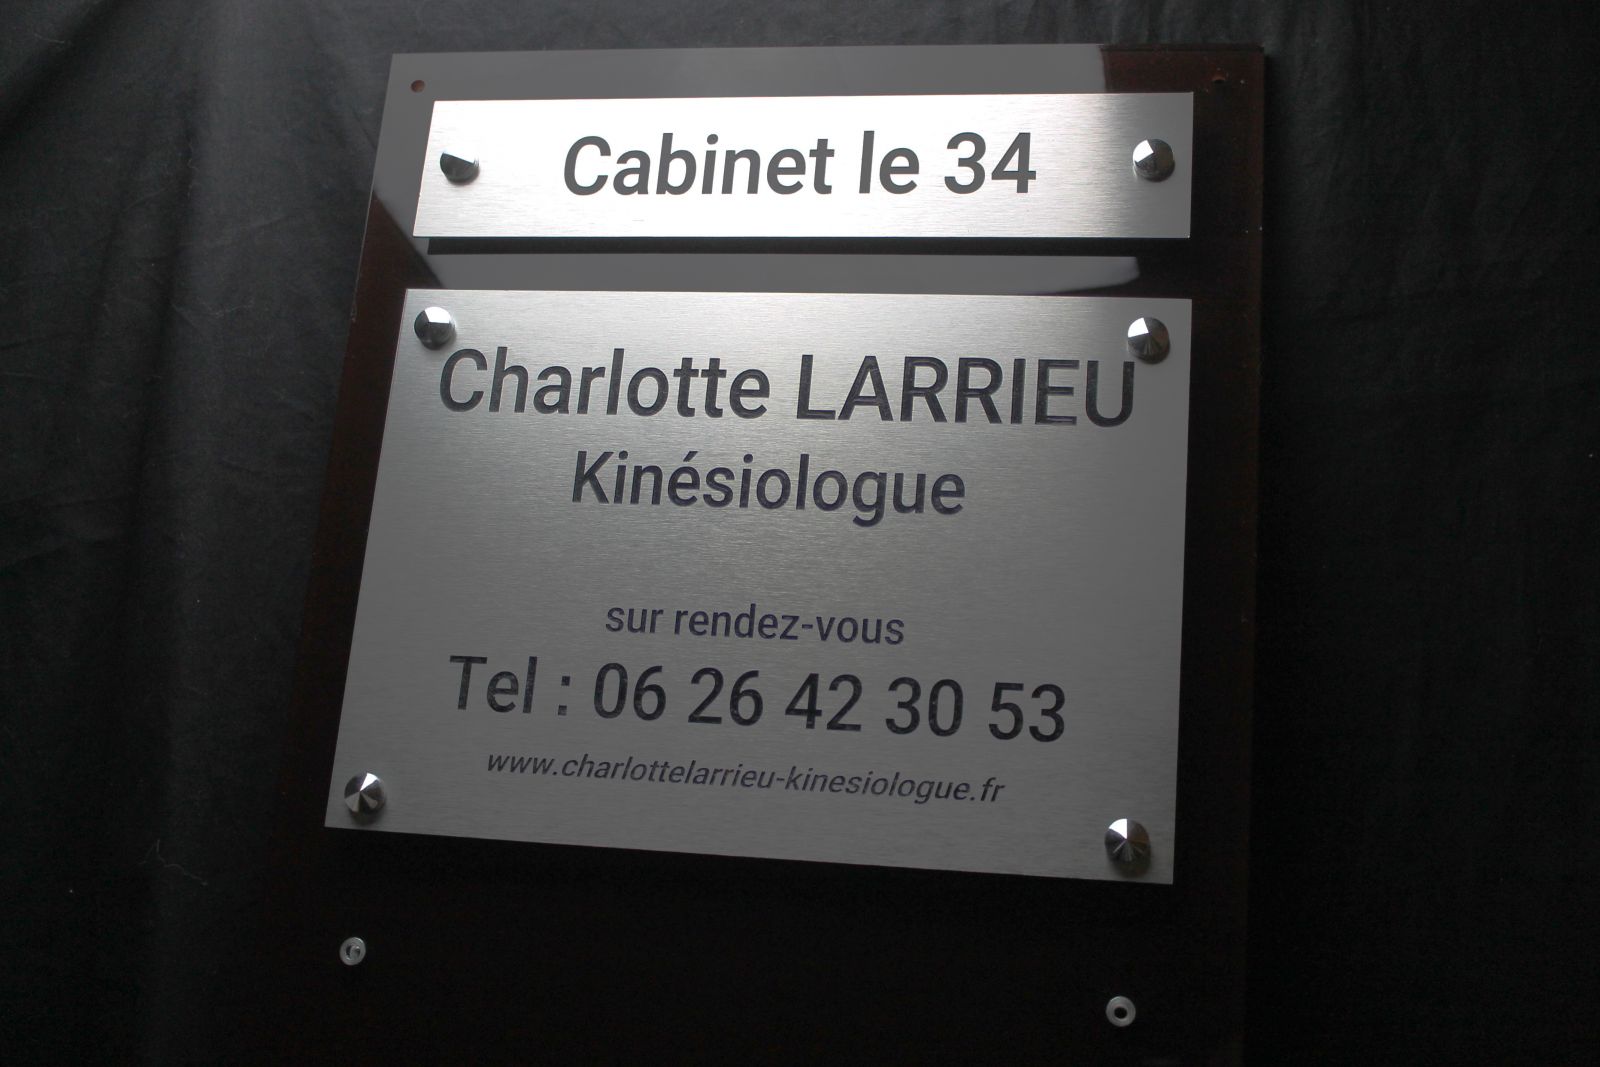 Cabinet le 34
Charlotte LARRIEU
Kinésiologue
sur rendez-vous
Tel : 06 26 42 30 53
www.charlottelarrieu-kinesiologue.fr